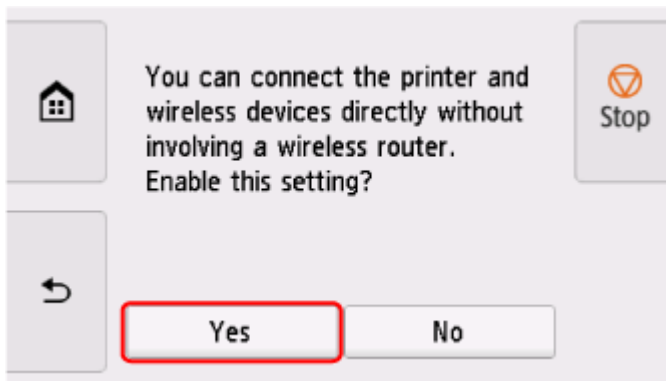 You can connect the printer and
wireless devices directly without
involving a wireless router.
Enable this setting?
Stop
Yes
No